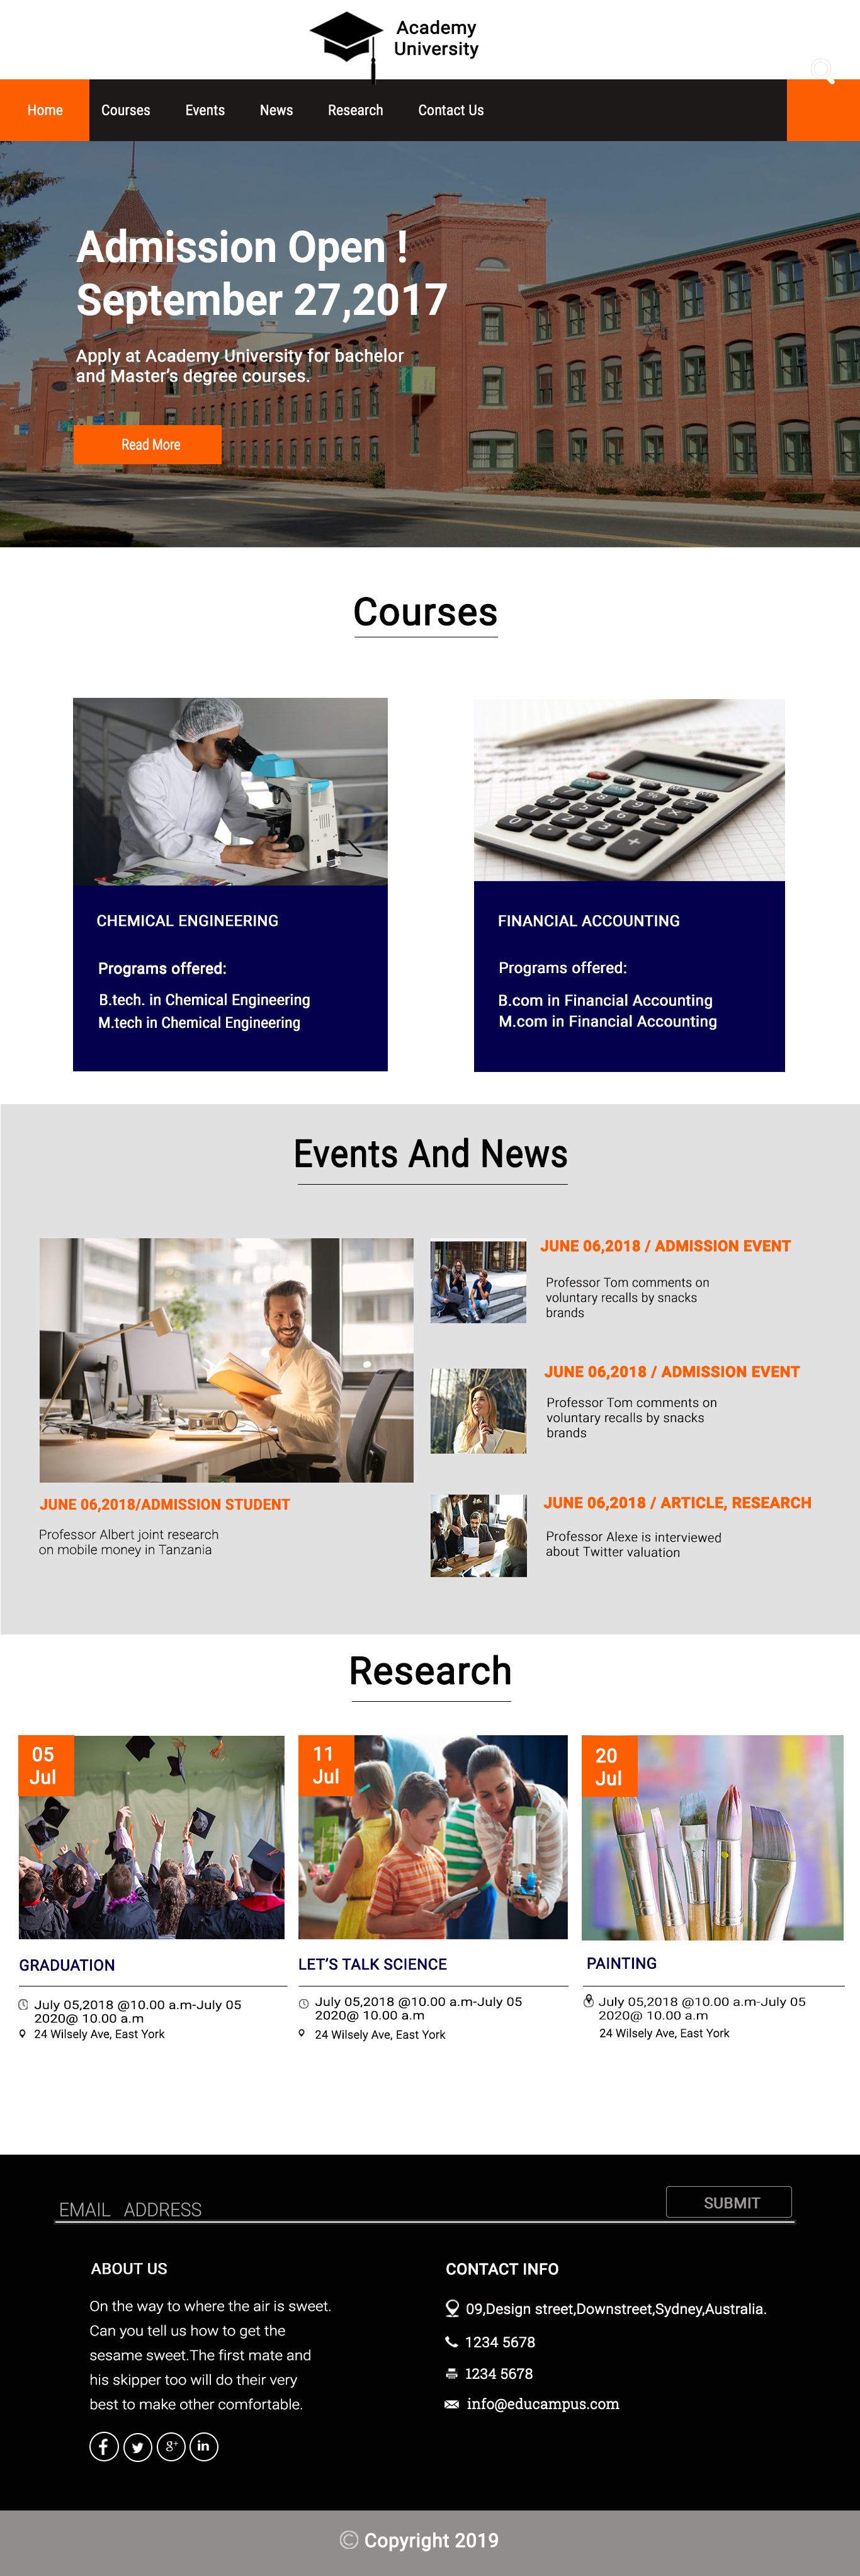 Academy
University
Home
Courses
Events
News
Research
Contact Us
Admission Open !
September 27,2017
Apply at Academy University for bachelor
and Master's degree courses.
Read More
Courses
CHEMICAL ENGINEERING
Programs offered:
B.tech. in Chemical Engineering
M.tech in Chemical Engineering
FINANCIAL ACCOUNTING
Programs offered:
B.com in Financial Accounting
M.com in Financial Accounting
Events And News
JUNE 06,2018/ADMISSION STUDENT
Professor Albert joint research
on mobile money in Tanzania
JUNE 06,2018 / ADMISSION EVENT
Professor Tom comments on
voluntary recalls by snacks
brands
JUNE 06,2018 / ADMISSION EVENT
Professor Tom comments on
voluntary recalls by snacks
brands
JUNE 06,2018 / ARTICLE, RESEARCH
Professor Alexe is interviewed
about Twitter valuation
Research
05
Jul
GRADUATION
July 05,2018 @10.00 a.m-July 05
2020@ 10.00 a.m
24 Wilsely Ave, East York
11
Jul
LET'S TALK SCIENCE
July 05,2018 @10.00 a.m-July 05
2020@ 10.00 a.m
24 Wilsely Ave, East York
20
Jul
PAINTING
July 05,2018 @10.00 a.m-July 05
2020@ 10.00 a.m
24 Wilsely Ave, East York
EMAIL ADDRESS
SUBMIT
ABOUT US
On the way to where the air is sweet.
Can you tell us how to get the
sesame sweet.The first mate and
his skipper too will do their very
best to make other comfortable.
f
g+
in
CONTACT INFO
09,Design street,Downstreet,Sydney,Australia.
1234 5678
1234 5678
info@educampus.com
© Copyright 2019